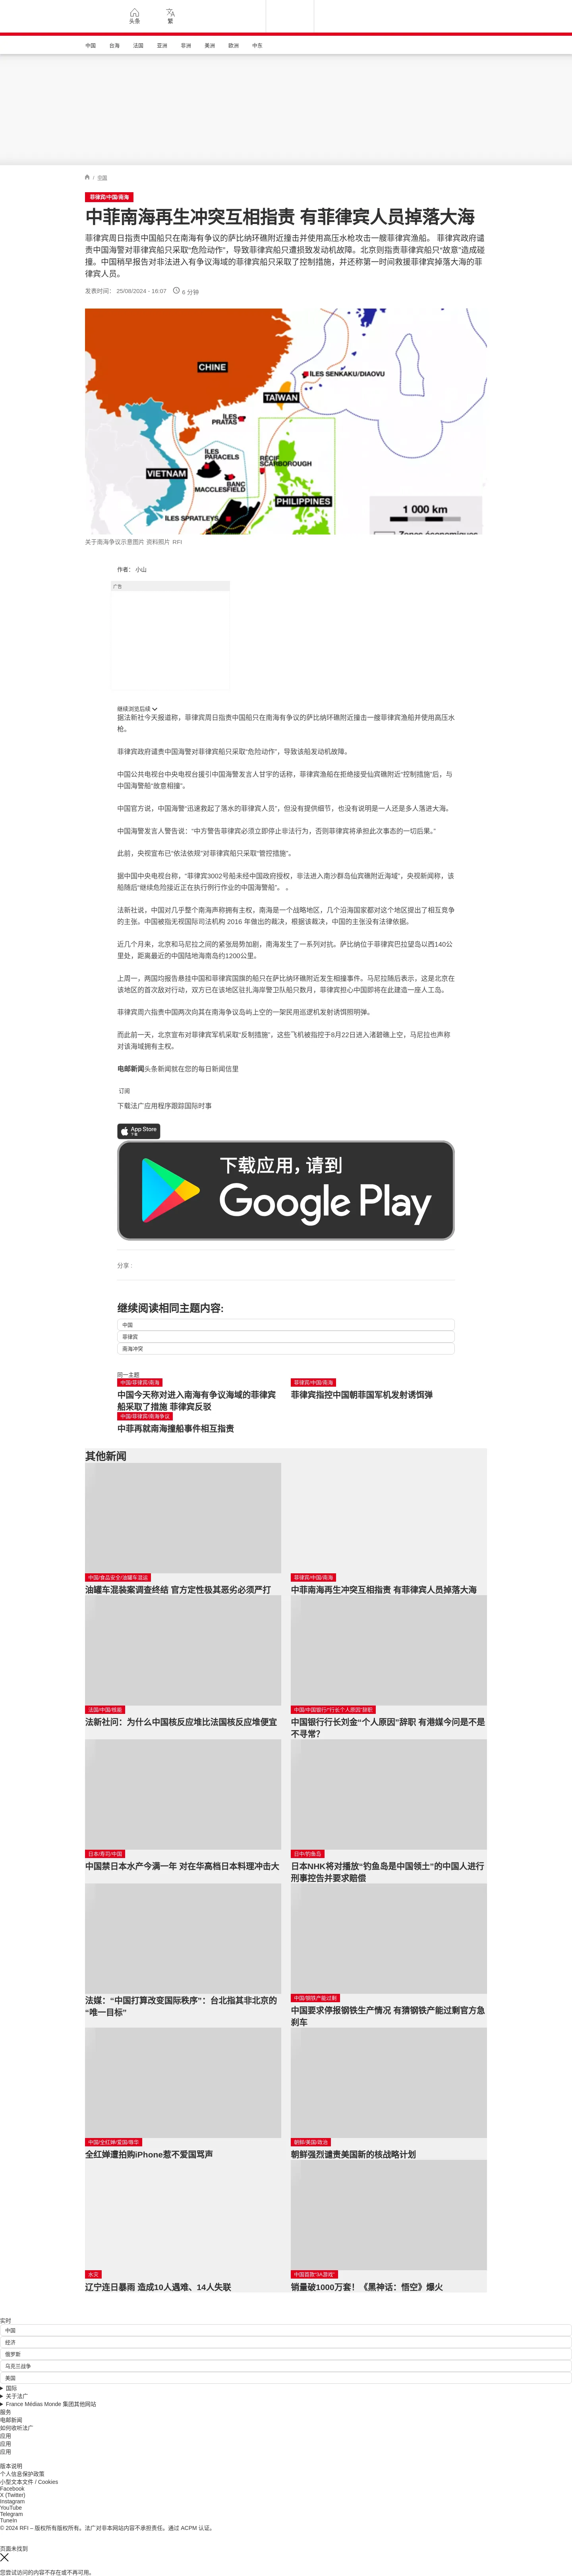 头条
繁
中国
台海
法国
亚洲
非洲
美洲
欧洲
中东
/ 中国
菲律宾/中国/南海
中菲南海再生冲突互相指责 有菲律宾人员掉落大海
菲律宾周日指责中国船只在南海有争议的萨比纳环礁附近撞击并使用高压水枪攻击一艘菲律宾渔船。 菲律宾政府谴
责中国海警对菲律宾船只采取“危险动作”，导致菲律宾船只遭损毁发动机故障。北京则指责菲律宾船只“故意”造成碰
撞。中国稍早报告对非法进入有争议海域的菲律宾船只采取了控制措施，并还称第一时间救援菲律宾掉落大海的菲
律宾人员。
发表时间： 25/08/2024 - 16:07
6 分钟
CHINE
ÎLES SENKAKU/DIAOYU
TAÏWAN
ÎLES PRATAS
ÎLES PARACELS
RÉCIF SCARBOROUGH
VIETNAM
BANC MACCLESFIELD
PHILIPPINES
ÎLES SPRATLEYS
1 000 km
Zones économiques
关于南海争议示意图片 资料照片 RFI
作者： 小山
广告
继续浏览后续
据法新社今天报道称，菲律宾周日指责中国船只在南海有争议的萨比纳环礁附近撞击一艘菲律宾渔船并使用高压水
枪。
菲律宾政府谴责中国海警对菲律宾船只采取“危险动作”，导致该船发动机故障。
中国公共电视台中央电视台援引中国海警发言人甘宇的话称，菲律宾渔船在拒绝接受仙宾礁附近“控制措施”后，与
中国海警船“故意相撞”。
中国官方说，中国海警“迅速救起了落水的菲律宾人员”，但没有提供细节，也没有说明是一人还是多人落进大海。
中国海警发言人警告说：“中方警告菲律宾必须立即停止非法行为，否则菲律宾将承担此次事态的一切后果。”
此前，央视宣布已“依法依规”对菲律宾船只采取“管控措施”。
据中国中央电视台称，“菲律宾3002号船未经中国政府授权，非法进入南沙群岛仙宾礁附近海域”，央视新闻称，该
船随后“继续危险接近正在执行例行作业的中国海警船”。 。
法新社说，中国对几乎整个南海声称拥有主权，南海是一个战略地区，几个沿海国家都对这个地区提出了相互竞争
的主张。中国被指无视国际司法机构 2016 年做出的裁决，根据该裁决，中国的主张没有法律依据。
近几个月来，北京和马尼拉之间的紧张局势加剧，南海发生了一系列对抗。萨比纳位于菲律宾巴拉望岛以西140公
里处，距离最近的中国陆地海南岛约1200公里。
上周一，两国均报告悬挂中国和菲律宾国旗的船只在萨比纳环礁附近发生相撞事件。马尼拉随后表示，这是北京在
该地区的首次敌对行动，双方已在该地区驻扎海岸警卫队船只数月，菲律宾担心中国即将在此建造一座人工岛。
菲律宾周六指责中国两次向其在南海争议岛屿上空的一架民用巡逻机发射诱饵照明弹。
而此前一天，北京宣布对菲律宾军机采取“反制措施”，这些飞机被指控于8月22日进入渚碧礁上空，马尼拉也声称
对该海域拥有主权。
电邮新闻头条新闻就在您的每日新闻信里
订阅
下载法广应用程序跟踪国际时事
App Store
下载
下载应用，请到
Google Play
分享 :
继续阅读相同主题内容:
中国
菲律宾
南海冲突
同一主题
中国/菲律宾/南海
中国今天称对进入南海有争议海域的菲律宾
船采取了措施 菲律宾反驳
菲律宾/中国/南海
菲律宾指控中国朝菲国军机发射诱饵弹
中国/菲律宾/南海争议
中菲再就南海撞船事件相互指责
其他新闻
中国/食品安全/油罐车混运
油罐车混装案调查终结 官方定性极其恶劣必须严打
菲律宾/中国/南海
中菲南海再生冲突互相指责 有菲律宾人员掉落大海
法国/中国/核能
法新社问：为什么中国核反应堆比法国核反应堆便宜
中国/中国银行/“行长个人原因”辞职
中国银行行长刘金“个人原因”辞职 有港媒今问是不是
不寻常？
日本/寿司/中国
中国禁日本水产今满一年 对在华高档日本料理冲击大
日中/钓鱼岛
日本NHK将对播放“钓鱼岛是中国领土”的中国人进行
刑事控告并要求赔偿
法媒：“中国打算改变国际秩序”：台北指其非北京的
“唯一目标”
中国/钢铁产能过剩
中国要求停报钢铁生产情况 有猜钢铁产能过剩官方急
刹车
中国/全红婵/爱国/辱华
全红婵遭拍购iPhone惹不爱国骂声
朝鲜/美国/政治
朝鲜强烈谴责美国新的核战略计划
水灾
辽宁连日暴雨 造成10人遇难、14人失联
中国首款“3A游戏”
销量破1000万套！《黑神话：悟空》爆火
实时
中国
经济
俄罗斯
乌克兰战争
美国
国际
关于法广
France Médias Monde 集团其他网站
服务
电邮新闻
如何收听法广
应用
应用
应用
版本说明
个人信息保护政策
小型文本文件 / Cookies
Facebook
X (Twitter)
Instagram
YouTube
Telegram
TuneIn
© 2024 RFI – 版权所有版权所有。法广对非本网站内容不承担责任。通过 ACPM 认证。
页面未找到
您尝试访问的内容不存在或不再可用。